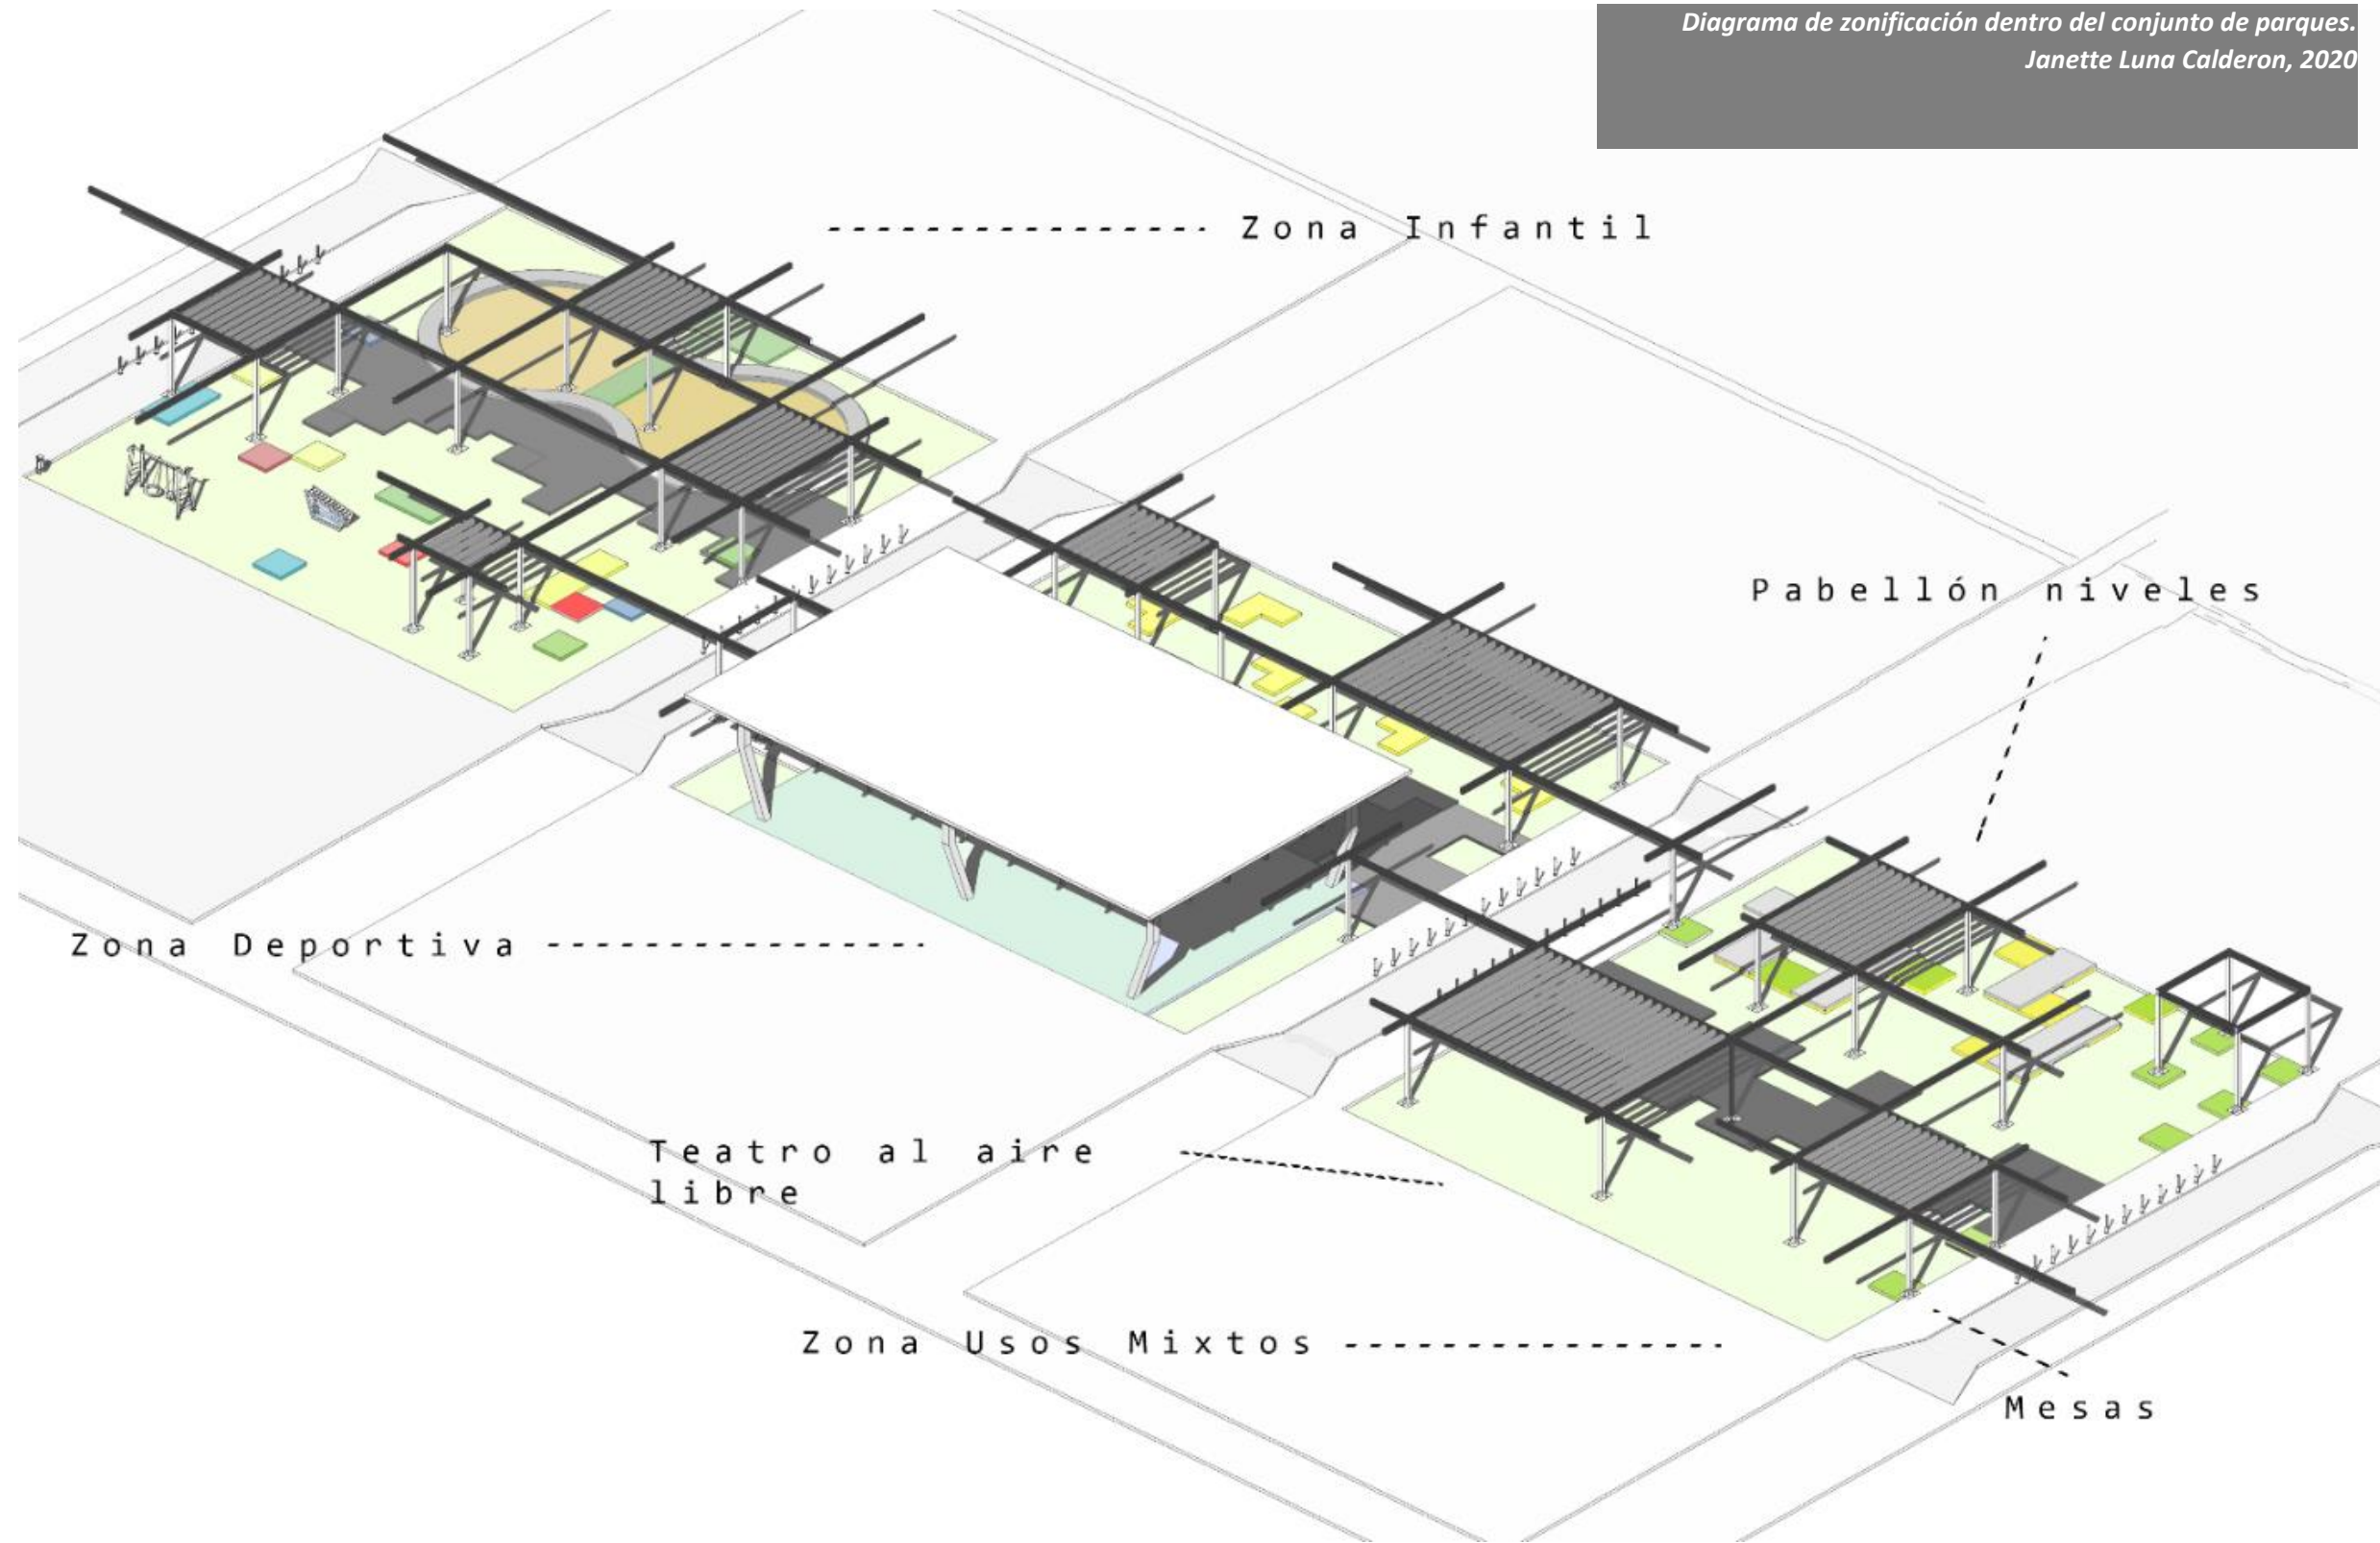 Diagrama de zonificación dentro del conjunto de parques.
Janette Luna Calderon, 2020
Zona Infantil
Pabellón niveles
Zona Deportiva
Teatro al aire
libre
Zona Usos Mixtos
Mesas